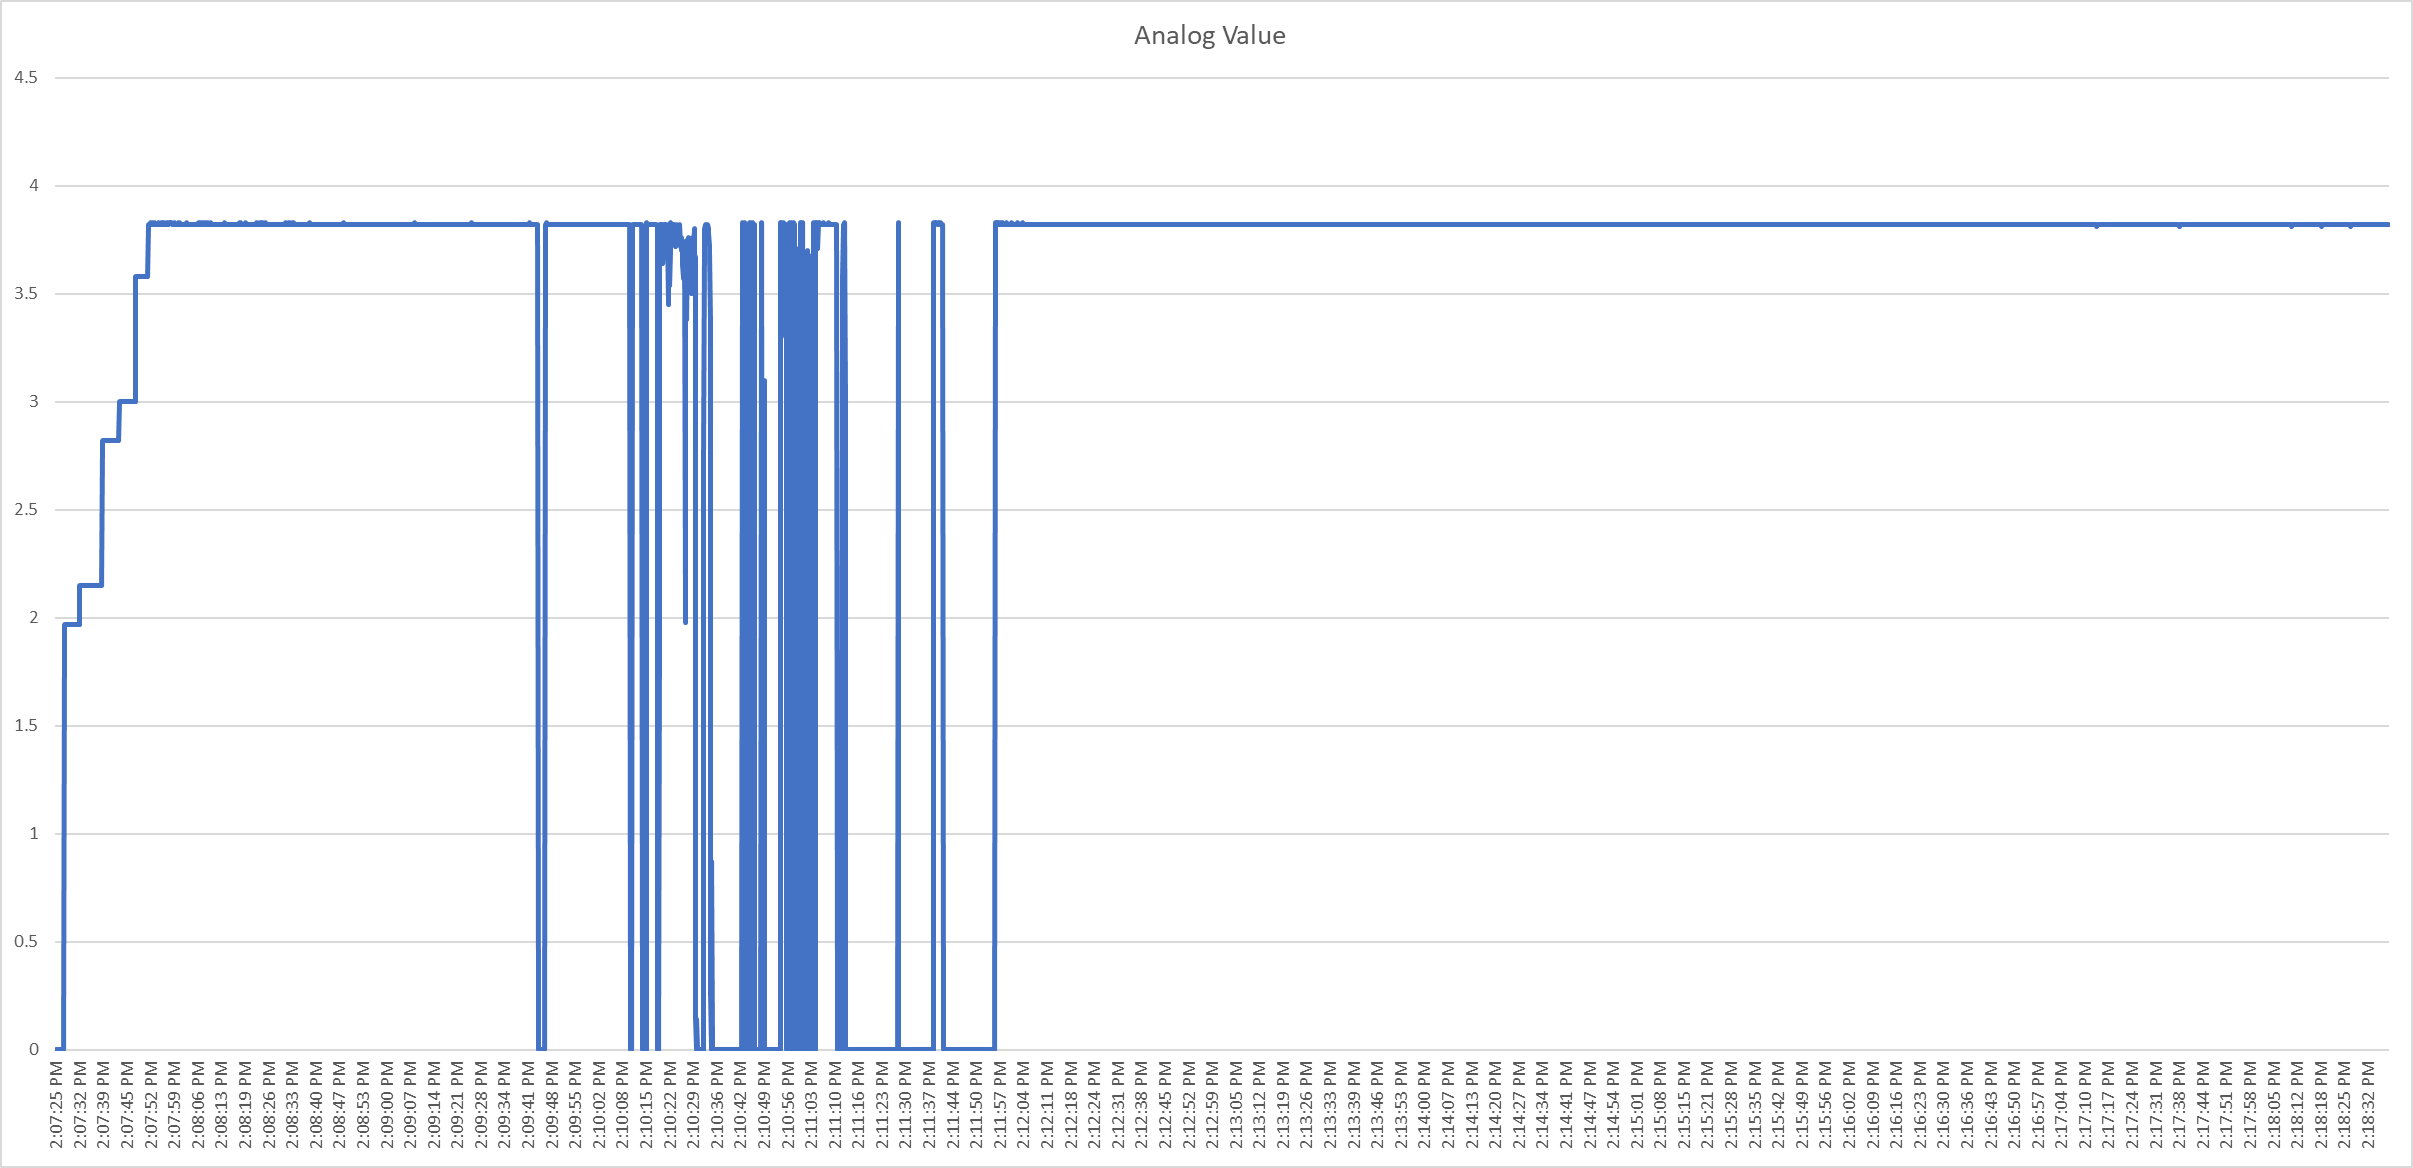 Analog Value
4.5
4
3.5
3
2.5
2
1.5
1
0.5
0
2:07:25 PM
2:07:32 PM
2:07:39 PM
2:07:45 PM
2:07:52 PM
2:07:59 PM
2:08:06 PM
2:08:13 PM
2:08:19 PM
2:08:26 PM
2:08:33 PM
2:08:40 PM
2:08:47 PM
2:08:53 PM
2:09:00 PM
2:09:07 PM
2:09:14 PM
2:09:21 PM
2:09:28 PM
2:09:34 PM
2:09:41 PM
2:09:48 PM
2:09:55 PM
2:10:02 PM
2:10:08 PM
2:10:15 PM
2:10:22 PM
2:10:29 PM
2:10:36 PM
2:10:42 PM
2:10:49 PM
2:10:56 PM
2:11:03 PM
2:11:10 PM
2:11:16 PM
2:11:23 PM
2:11:30 PM
2:11:37 PM
2:11:44 PM
2:11:50 PM
2:11:57 PM
2:12:04 PM
2:12:11 PM
2:12:18 PM
2:12:24 PM
2:12:31 PM
2:12:38 PM
2:12:45 PM
2:12:52 PM
2:12:59 PM
2:13:05 PM
2:13:12 PM
2:13:19 PM
2:13:26 PM
2:13:33 PM
2:13:39 PM
2:13:46 PM
2:13:53 PM
2:14:00 PM
2:14:07 PM
2:14:13 PM
2:14:20 PM
2:14:27 PM
2:14:34 PM
2:14:41 PM
2:14:47 PM
2:14:54 PM
2:15:01 PM
2:15:08 PM
2:15:15 PM
2:15:21 PM
2:15:28 PM
2:15:35 PM
2:15:42 PM
2:15:49 PM
2:15:56 PM
2:16:02 PM
2:16:09 PM
2:16:16 PM
2:16:23 PM
2:16:30 PM
2:16:36 PM
2:16:43 PM
2:16:50 PM
2:16:57 PM
2:17:04 PM
2:17:10 PM
2:17:17 PM
2:17:24 PM
2:17:31 PM
2:17:38 PM
2:17:44 PM
2:17:51 PM
2:17:58 PM
2:18:05 PM
2:18:12 PM
2:18:18 PM
2:18:25 PM
2:18:32 PM